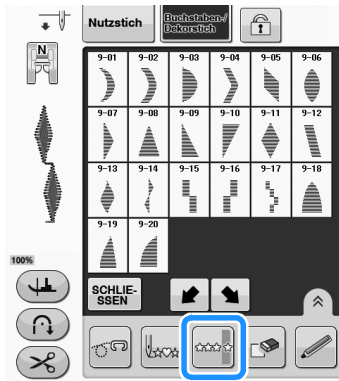 Nutzstich
Buchstaben-/
Dekorstich
N
9-01 9-02 9-03 9-04 9-05 9-06
9-07 9-08 9-09 9-10 9-11 9-12
9-13 9-14 9-15 9-16 9-17 9-18
9-19 9-20
100%
SCHLIE-
SSEN